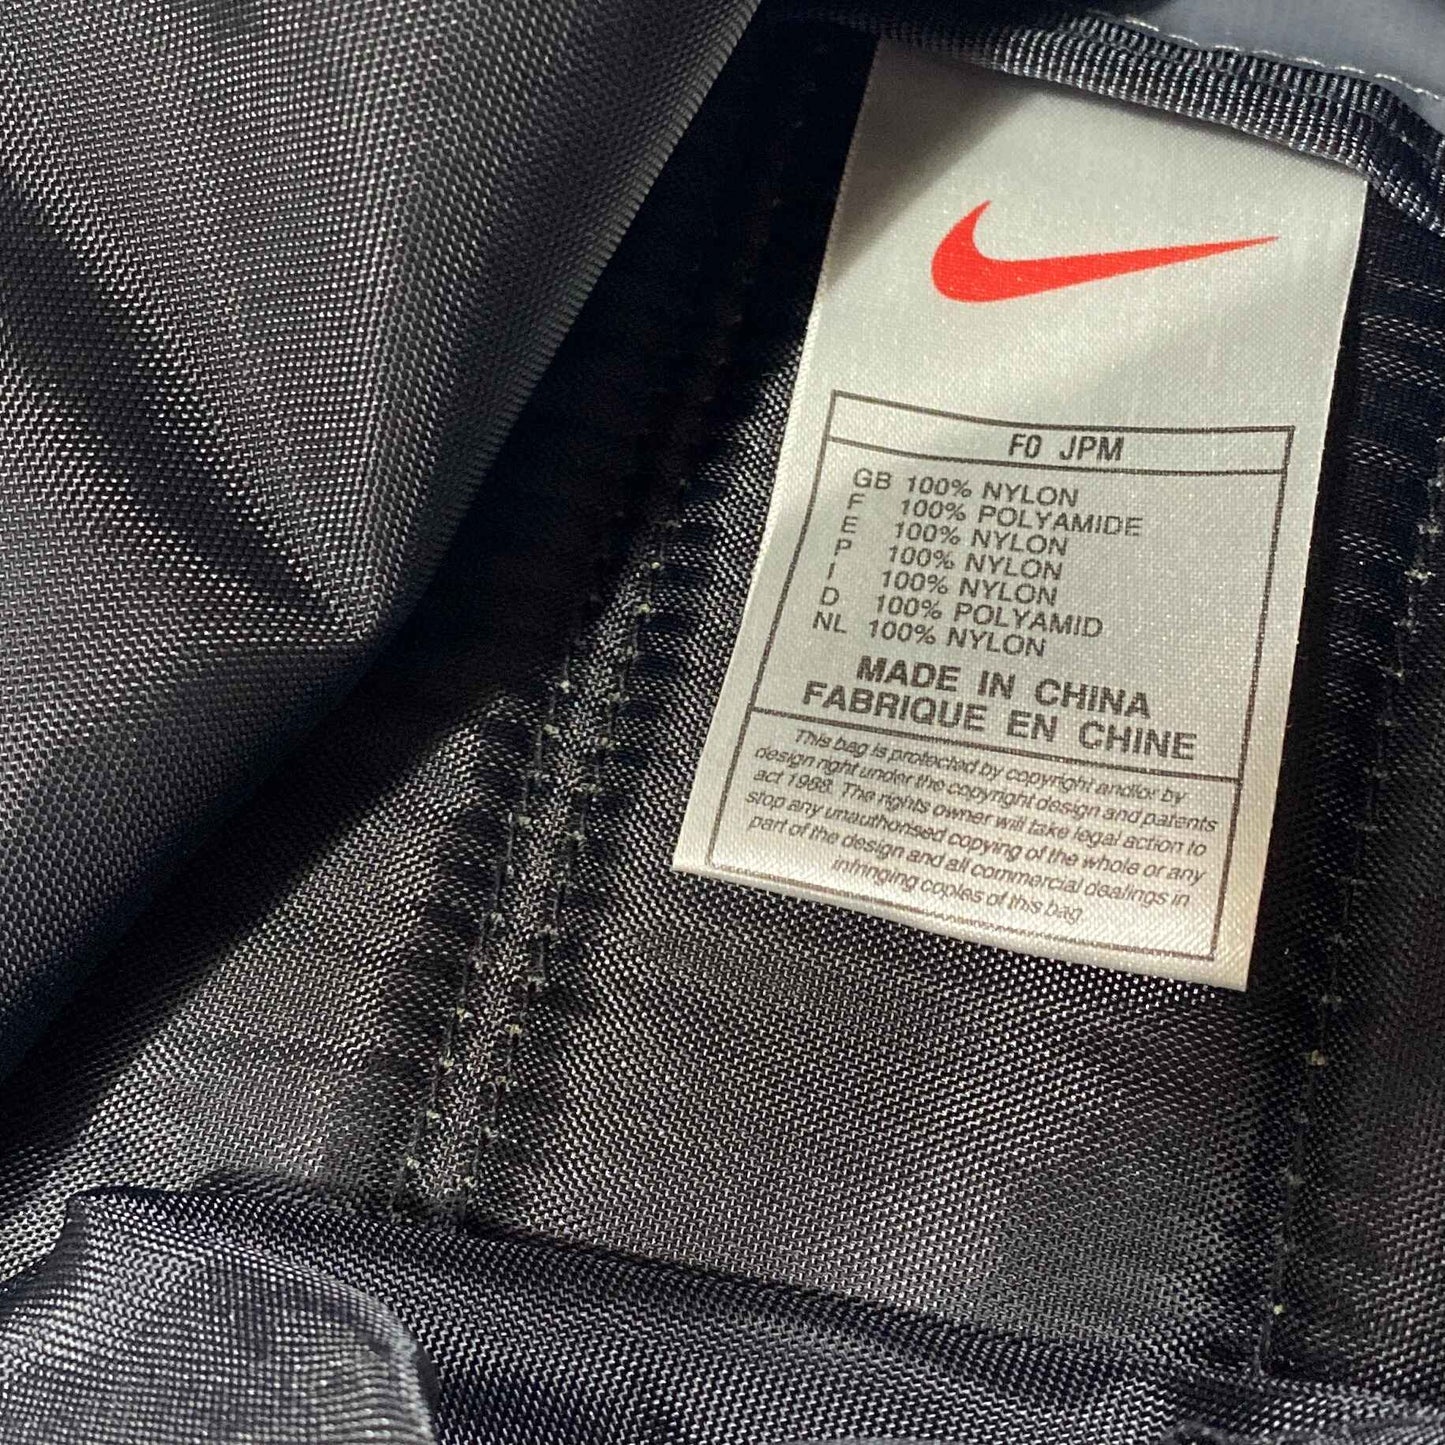 F0 JPM
GB 100% NYLON
F 100% POLYAMIDE
E 100% NYLON
P 100% NYLON
I 100% NYLON
D 100% POLYAMID
NL 100% NYLON
MADE IN CHINA
FABRIQUE EN CHINE
This bag is protected by copyright and/or by
design right under the copyright design and patents
act 1988. The rights owner will take legal action to
stop any unauthorised copying of the whole or any
part of the design and all commercial dealings in
infringing copies of this bag